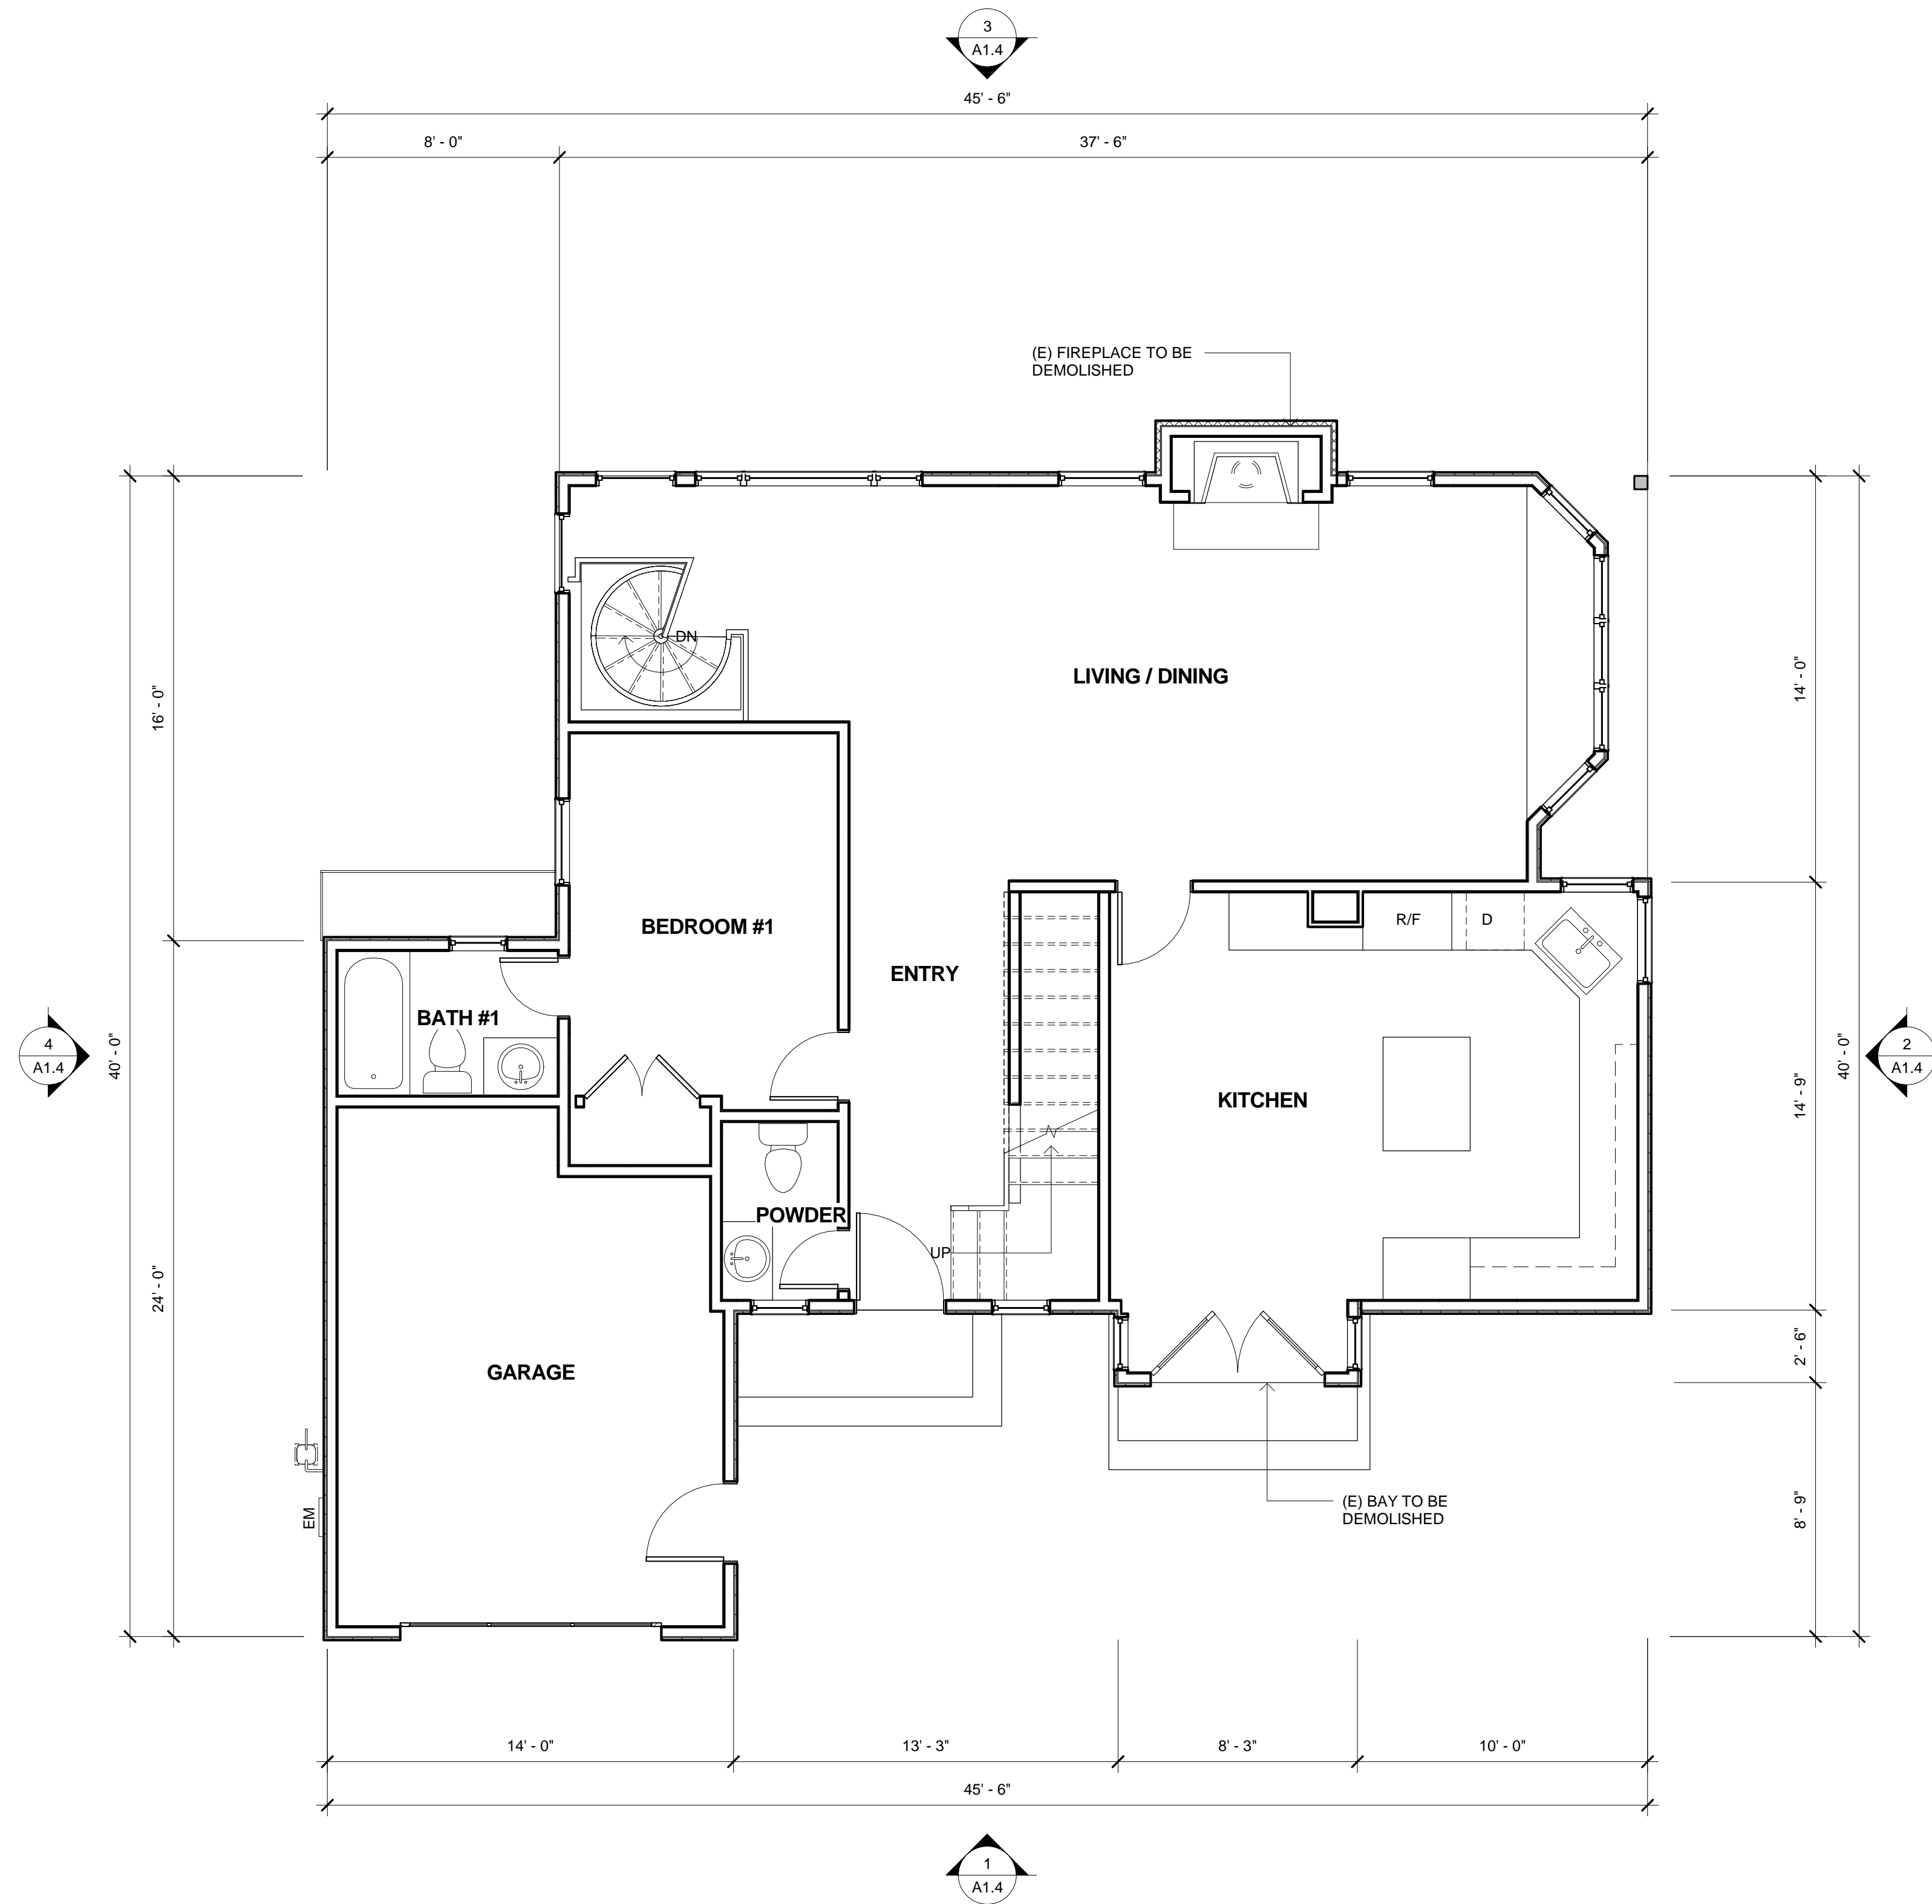 3
A1.4
45' - 6"
8' - 0"
37' - 6"
(E) FIREPLACE TO BE
DEMOLISHED
DN
LIVING / DINING
16' - 0"
14' - 0"
R/F
D
BEDROOM #1
ENTRY
BATH #1
4
A1.4
40' - 0"
KITCHEN
14' - 9"
40' - 0"
2
A1.4
POWDER
UP
24' - 0"
2' - 6"
GARAGE
EM
(E) BAY TO BE
DEMOLISHED
8' - 9"
14' - 0"
13' - 3"
8' - 3"
10' - 0"
45' - 6"
1
A1.4